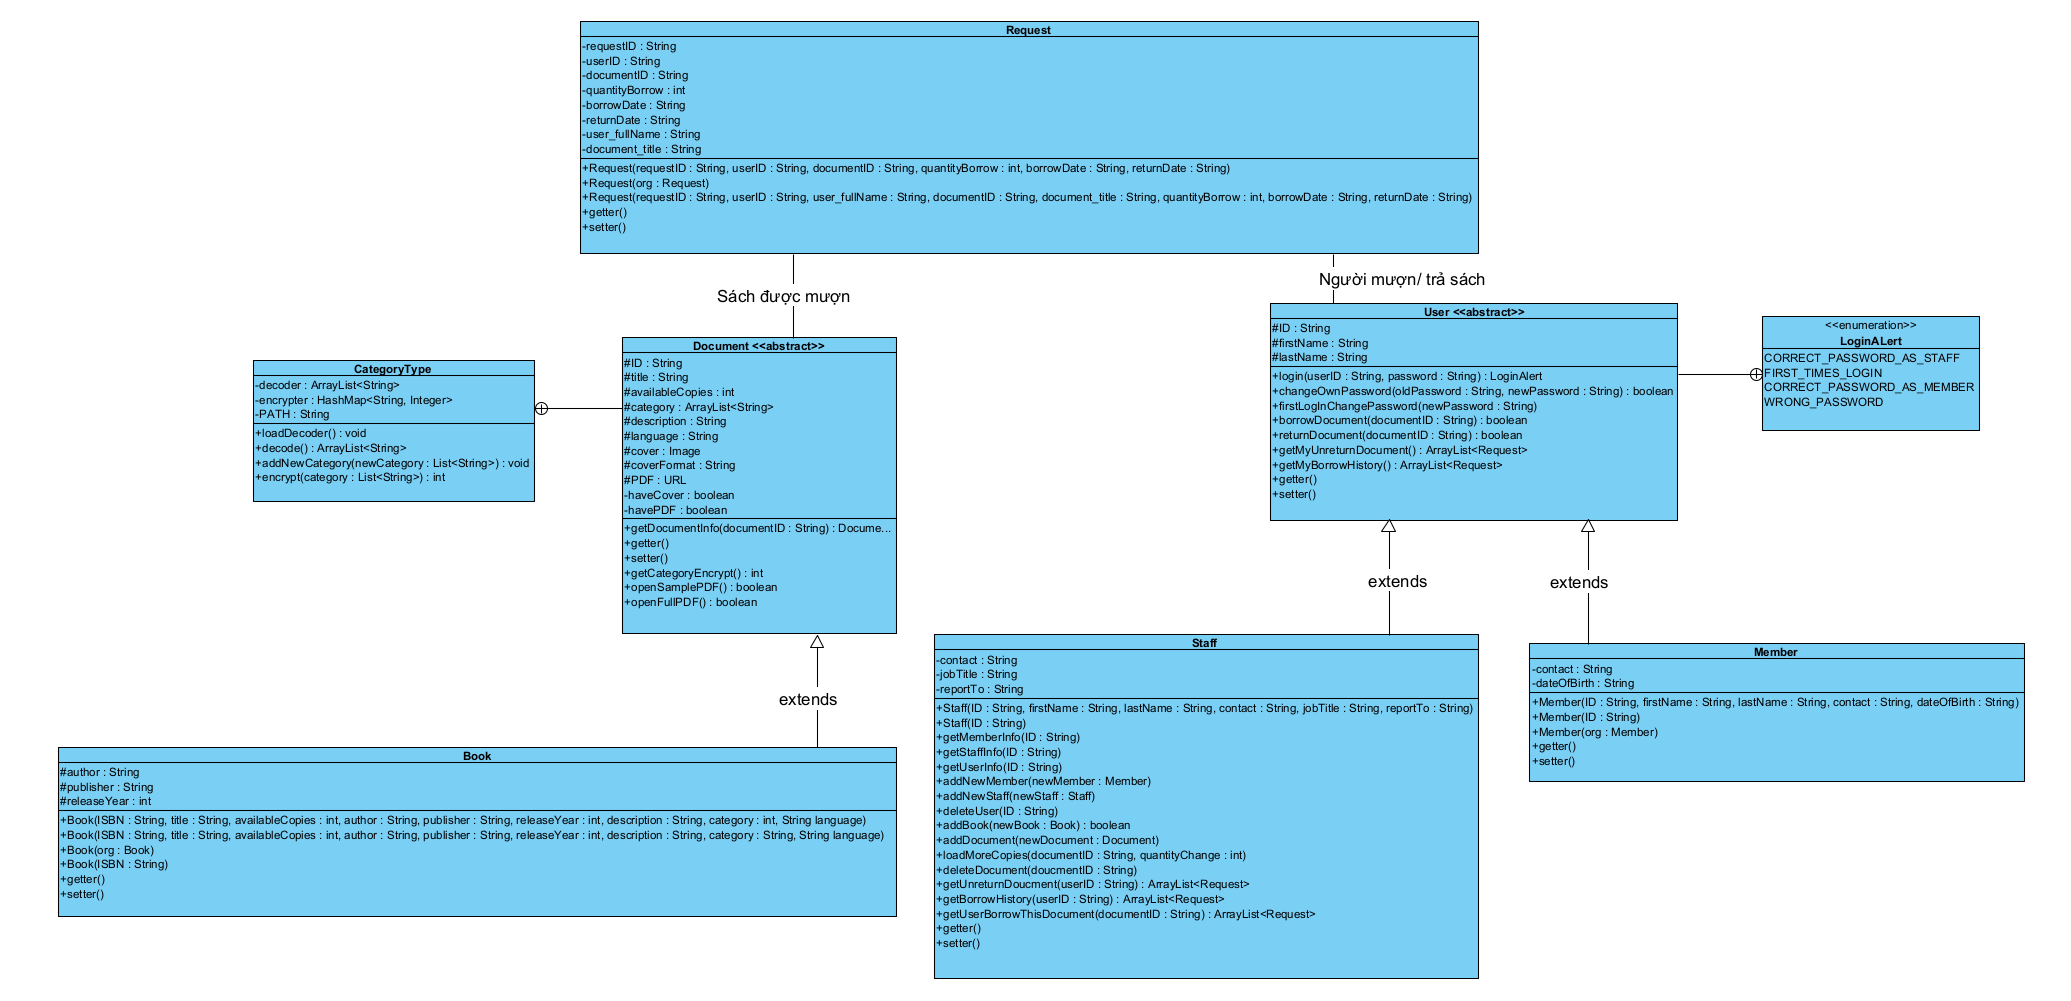 Request
-requestID : String
-userID : String
-documentID : String
-quantityBorrow : int
-borrowDate : String
-returnDate : String
-user_fullName : String
-document_title : String
+Request(requestID : String, userID : String, documentID : String, quantityBorrow : int, borrowDate : String, returnDate : String)
+Request(org : Request)
+Request(requestID : String, userID : String, user_fullName : String, documentID : String, document_title : String, quantityBorrow : int, borrowDate : String, returnDate : String)
+getter()
+setter()
Sách được mượn
Người mượn/ trả sách
CategoryType
-decoder : ArrayList<String>
-encrypter : HashMap<String, Integer>
-PATH : String
+loadDecoder() : void
+decode() : ArrayList<String>
+addNewCategory(newCategory : List<String>) : void
+encrypt(category : List<String>) : int
Document <<abstract>>
#ID : String
#title : String
#availableCopies : int
#category : ArrayList<String>
#description : String
#language : String
#cover : Image
#coverFormat : String
#PDF : URL
-haveCover : boolean
-havePDF : boolean
+getDocumentInfo(documentID : String) : Docume...
+getter()
+setter()
+getCategoryEncrypt() : int
+openSamplePDF() : boolean
+openFullPDF() : boolean
User <<abstract>>
#ID : String
#firstName : String
#lastName : String
+login(userID : String, password : String) : LoginAlert
+changeOwnPassword(oldPassword : String, newPassword : String) : boolean
+firstLogInChangePassword(newPassword : String)
+borrowDocument(documentID : String) : boolean
+returnDocument(documentID : String) : boolean
+getMyUnreturnDocument() : ArrayList<Request>
+getMyBorrowHistory() : ArrayList<Request>
+getter()
+setter()
<<enumeration>>
LoginALert
CORRECT_PASSWORD_AS_STAFF
FIRST_TIMES_LOGIN
CORRECT_PASSWORD_AS_MEMBER
WRONG_PASSWORD
extends
extends
extends
Book
#author : String
#publisher : String
#releaseYear : int
+Book(ISBN : String, title : String, availableCopies : int, author : String, publisher : String, releaseYear : int, description : String, category : int, String language)
+Book(ISBN : String, title : String, availableCopies : int, author : String, publisher : String, releaseYear : int, description : String, category : String, String language)
+Book(org : Book)
+Book(ISBN : String)
+getter()
+setter()
Staff
-contact : String
-jobTitle : String
-reportTo : String
+Staff(ID : String, firstName : String, lastName : String, contact : String, jobTitle : String, reportTo : String)
+Staff(ID : String)
+getMemberInfo(ID : String)
+getStaffInfo(ID : String)
+getUserInfo(ID : String)
+addNewMember(newMember : Member)
+addNewStaff(newStaff : Staff)
+deleteUser(ID : String)
+addBook(newBook : Book) : boolean
+addDocument(newDocument : Document)
+loadMoreCopies(documentID : String, quantityChange : int)
+deleteDocument(doucmentID : String)
+getUnreturnDoucment(userID : String) : ArrayList<Request>
+getBorrowHistory(userID : String) : ArrayList<Request>
+getUserBorrowThisDocument(documentID : String) : ArrayList<Request>
+getter()
+setter()
Member
-contact : String
-dateOfBirth : String
+Member(ID : String, firstName : String, lastName : String, contact : String, dateOfBirth : String)
+Member(ID : String)
+Member(org : Member)
+getter()
+setter()